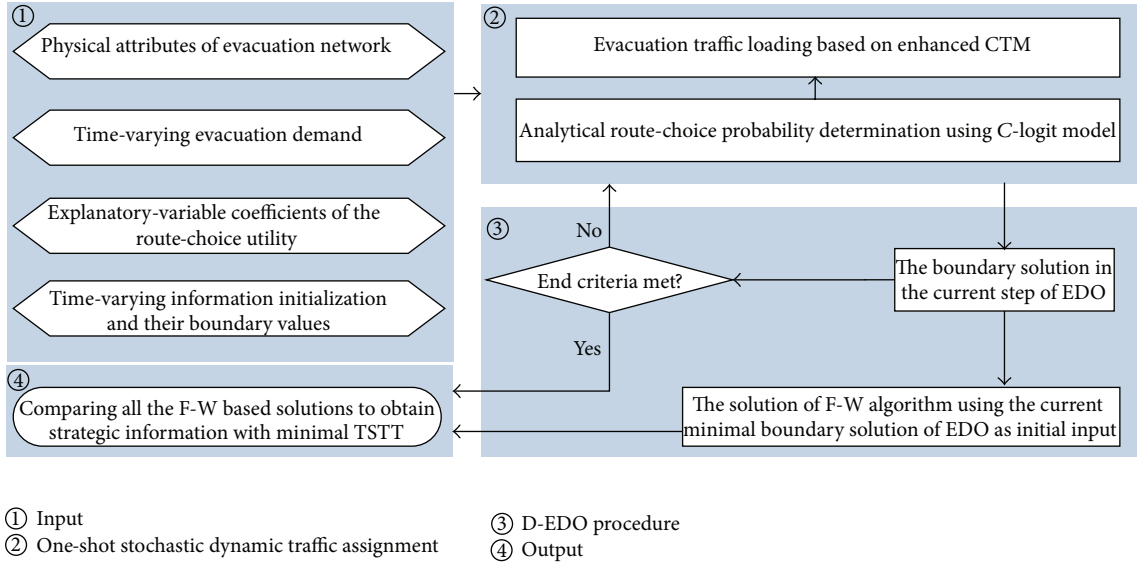 ①
Physical attributes of evacuation network
Time-varying evacuation demand
Explanatory-variable coefficients of the
route-choice utility
Time-varying information initialization
and their boundary values
②
Evacuation traffic loading based on enhanced CTM
Analytical route-choice probability determination using C-logit model
③
No
End criteria met?
Yes
The boundary solution in
the current step of EDO
The solution of F-W algorithm using the current
minimal boundary solution of EDO as initial input
④
Comparing all the F-W based solutions to obtain
strategic information with minimal TSTT
① Input
② One-shot stochastic dynamic traffic assignment
③ D-EDO procedure
④ Output